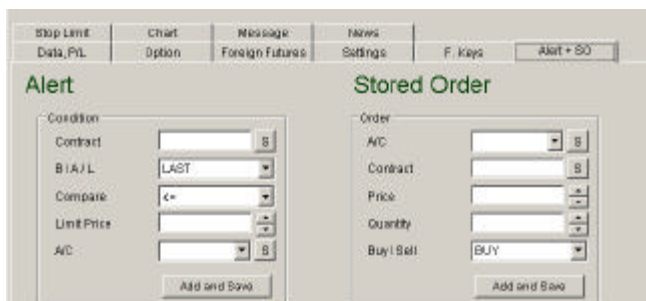 Stop Limit Chart Message News
Data, P/L Option Foreign Futures Settings F. Keys Alert + SO
Alert Stored Order
Condition Order
Contract S A/C S
B | A | L LAST Contract S
Compare <= Price
Limit Price Quantity
A/C S Buy | Sell BUY
Add and Save Add and Save